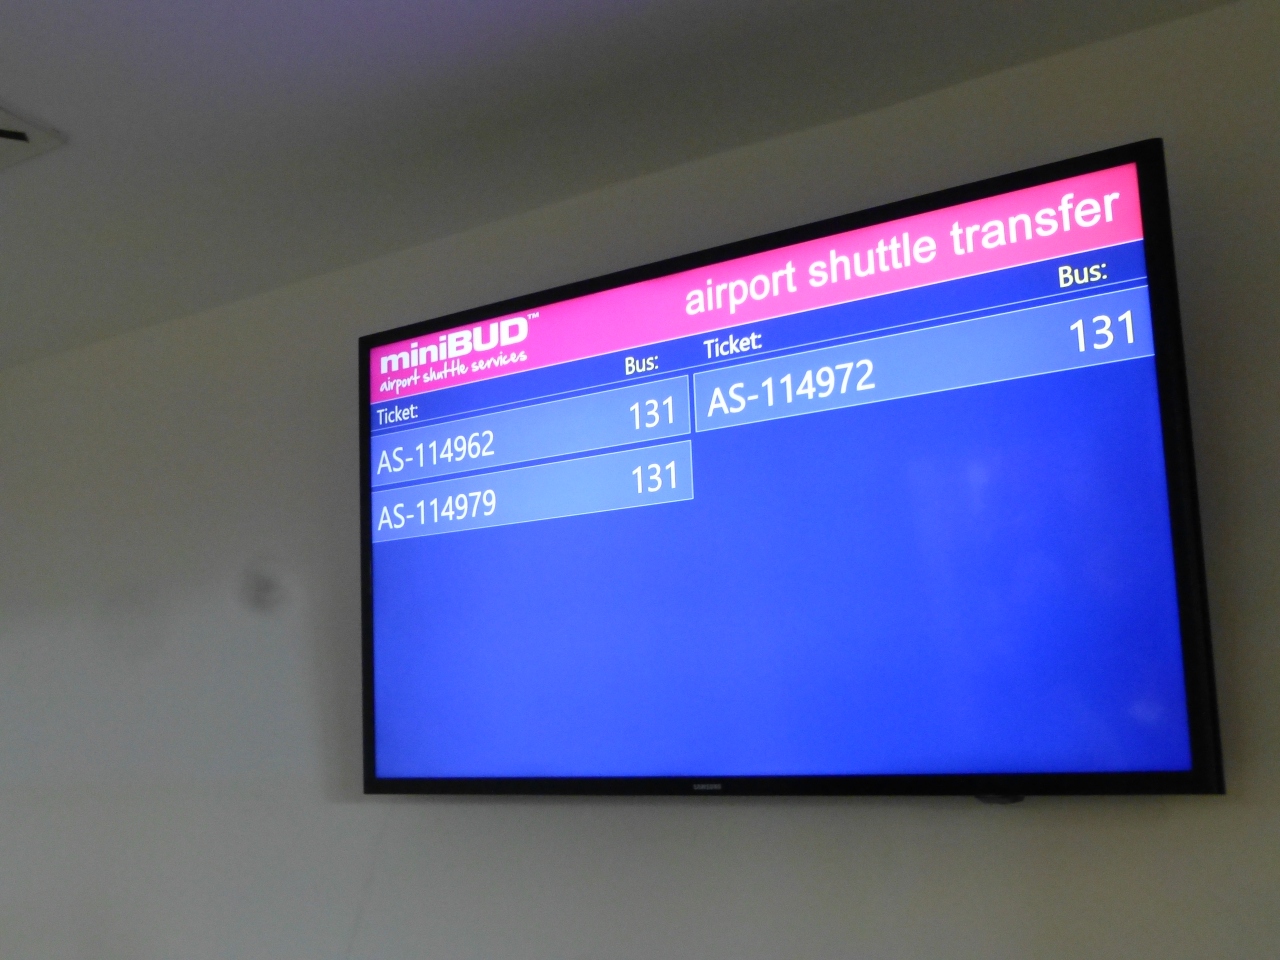 miniBUD™
airport shuttle services
airport shuttle transfer
Ticket: Bus:
AS-114962 131
AS-114979 131
Ticket: Bus:
AS-114972 131
SAMSUNG